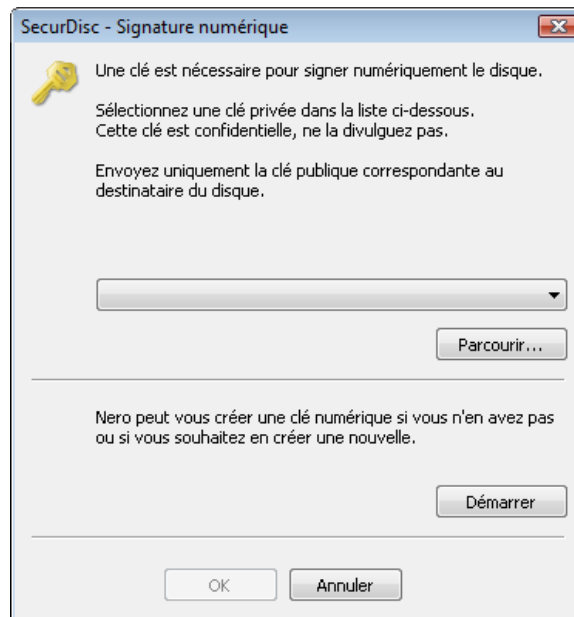 SecurDisc - Signature numérique
Une clé est nécessaire pour signer numériquement le disque.
Sélectionnez une clé privée dans la liste ci-dessous.
Cette clé est confidentielle, ne la divulguez pas.
Envoyez uniquement la clé publique correspondante au
destinataire du disque.
Parcourir...
Nero peut vous créer une clé numérique si vous n'en avez pas
ou si vous souhaitez en créer une nouvelle.
Démarrer
OK
Annuler